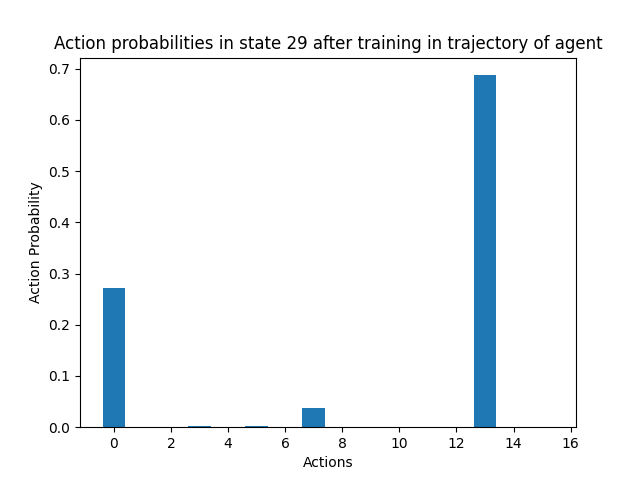 Action probabilities in state 29 after training in trajectory of agent
0.7
0.6
0.5
0.4
0.3
0.2
0.1
0.0
Action Probability
0 2 4 6 8 10 12 14 16
Actions